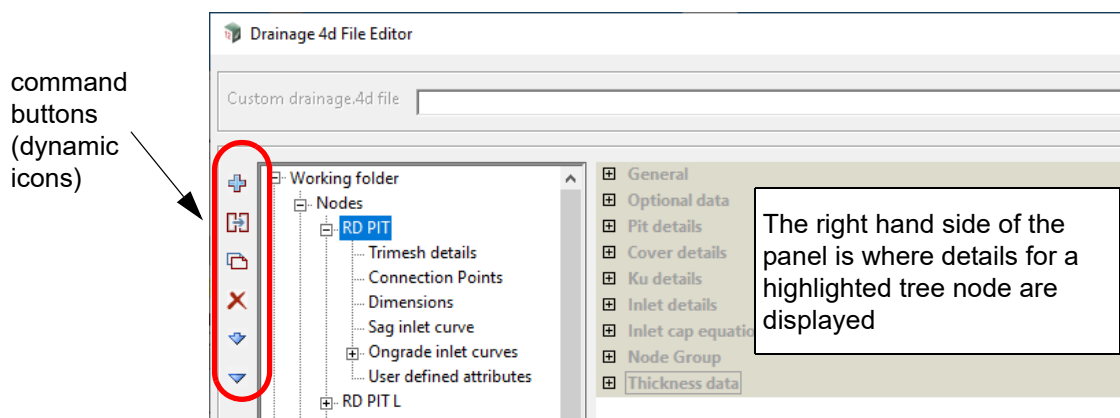 Drainage 4d File Editor
command
buttons
(dynamic
icons)
Custom drainage.4d file
Working folder
Nodes
RD PIT
Trimesh details
Connection Points
Dimensions
Sag inlet curve
Ongrade inlet curves
User defined attributes
RD PIT L
General
Optional data
Pit details
Cover details
Ku details
Inlet details
Inlet cap equatio
Node Group
Thickness data
The right hand side of the
panel is where details for a
highlighted tree node are
displayed